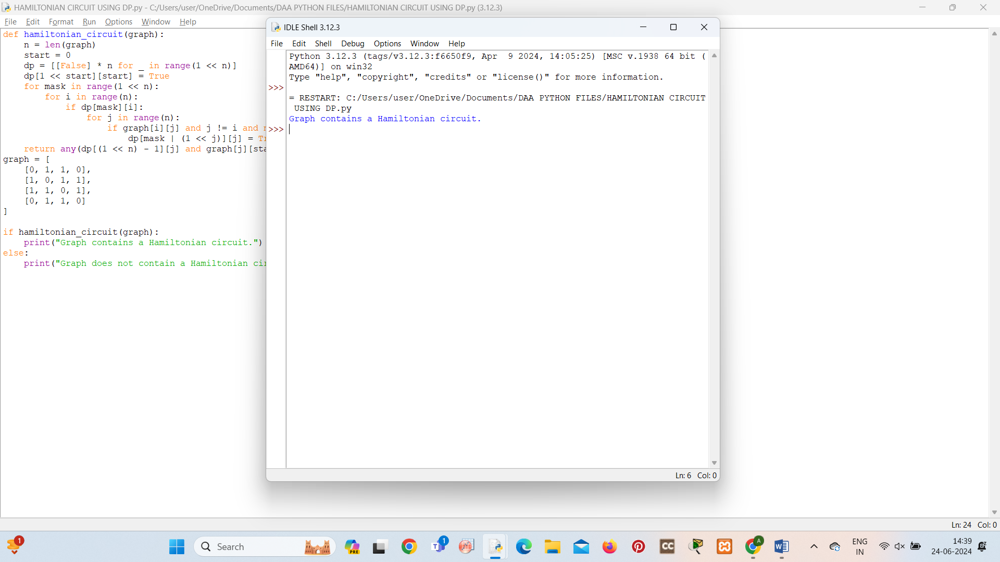 HAMILTONIAN CIRCUIT USING DP.py - C:/Users/user/OneDrive/Documents/DAA PYTHON FILES/HAMILTONIAN CIRCUIT USING DP.py (3.12.3)
File Edit Format Run Options Window Help
def hamiltonian_circuit(graph):
    n = len(graph)
    start = 0
    dp = [[False] * n for _ in range(1 << n)]
    dp[1 << start][start] = True
    for mask in range(1 << n):
        for i in range(n):
            if dp[mask][i]:
                for j in range(n):
                    if graph[i][j] and j != i and
                        dp[mask | (1 << j)][j] =
    return any(dp[(1 << n) - 1][j] and graph[j][
graph = [
    [0, 1, 1, 0],
    [1, 0, 1, 1],
    [1, 1, 0, 1],
    [0, 1, 1, 0]
]
if hamiltonian_circuit(graph):
    print("Graph contains a Hamiltonian circuit.")
else:
    print("Graph does not contain a Hamiltonian
IDLE Shell 3.12.3
File Edit Shell Debug Options Window Help
Python 3.12.3 (tags/v3.12.3:f6650f9, Apr  9 2024, 14:05:25) [MSC v.1938 64 bit (
AMD64)] on win32
Type "help", "copyright", "credits" or "license()" for more information.
>>>
= RESTART: C:/Users/user/OneDrive/Documents/DAA PYTHON FILES/HAMILTONIAN CIRCUIT
 USING DP.py
Graph contains a Hamiltonian circuit.
>>>
Ln: 6 Col: 0
Ln: 24 Col: 0
1
Search
PRE
1
T
CC
A
W
ENG
IN
14:39
24-06-2024